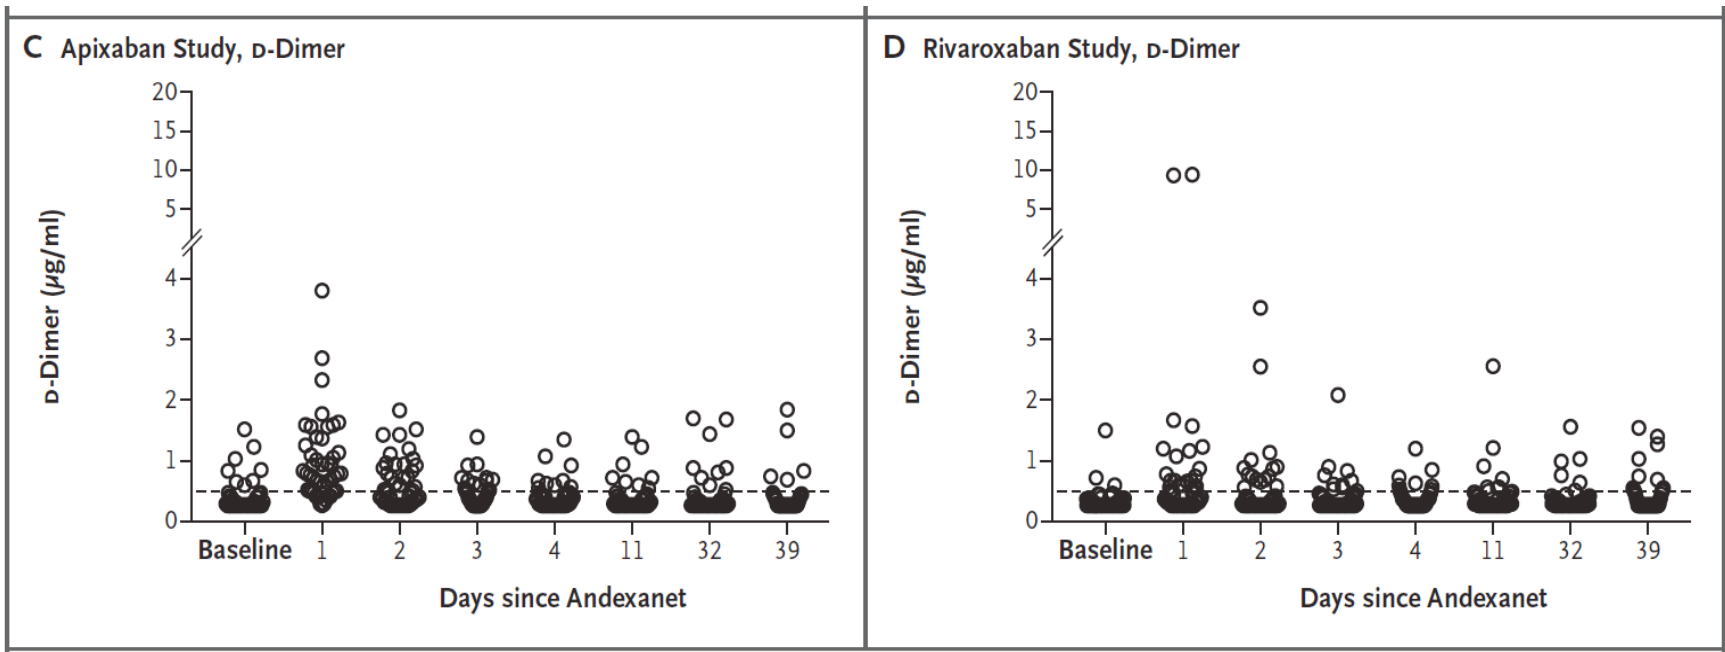 C Apixaban Study, D-Dimer
20
15
10
5
4
3
2
1
0
D-Dimer (μg/ml)
Baseline 1 2 3 4 11 32 39
Days since Andexanet
D Rivaroxaban Study, D-Dimer
20
15
10
5
4
3
2
1
0
D-Dimer (μg/ml)
Baseline 1 2 3 4 11 32 39
Days since Andexanet